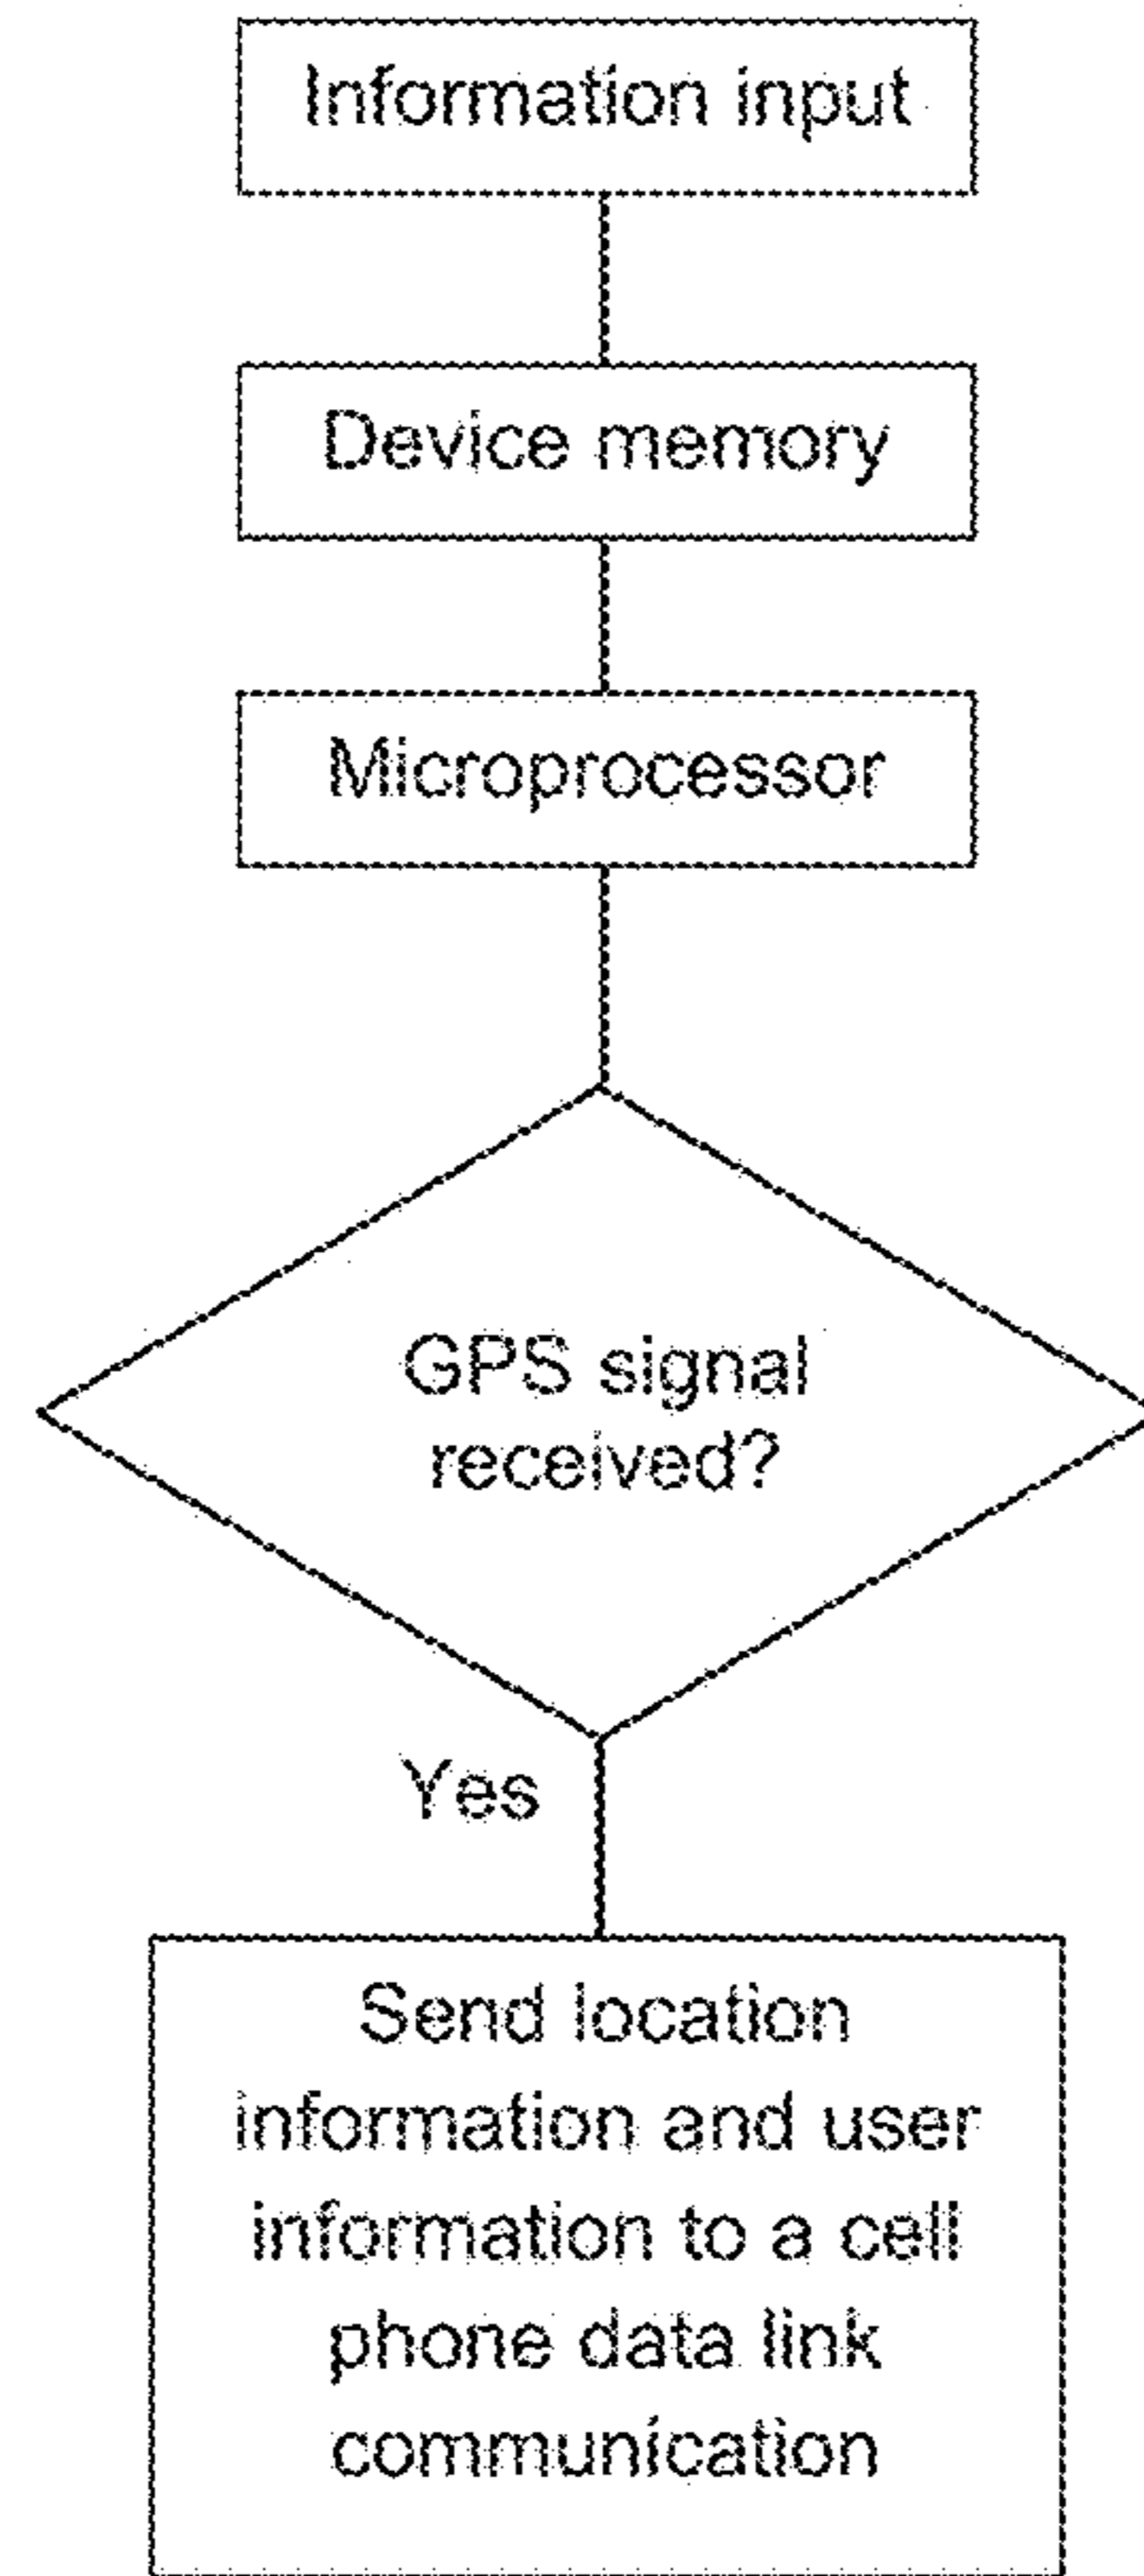 Information input
Device memory
Microprocessor
GPS signal
received?
Yes
Send location
information and user
information to a cell
phone data link
communication